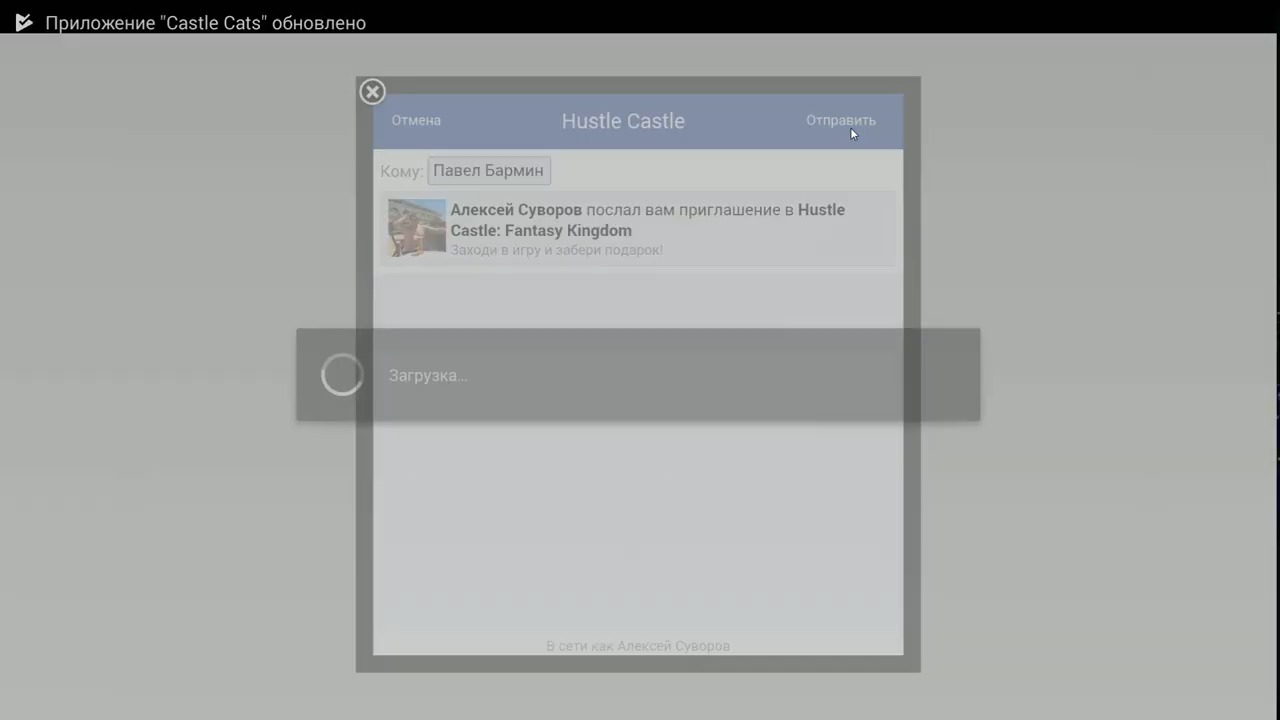 Приложение "Castle Cats" обновлено
Отмена
Hustle Castle
Отправить
Кому: Павел Бармин
Алексей Суворов послал вам приглашение в Hustle
Castle: Fantasy Kingdom
Заходи в игру и забери подарок!
Загрузка...
В сети как Алексей Суворов